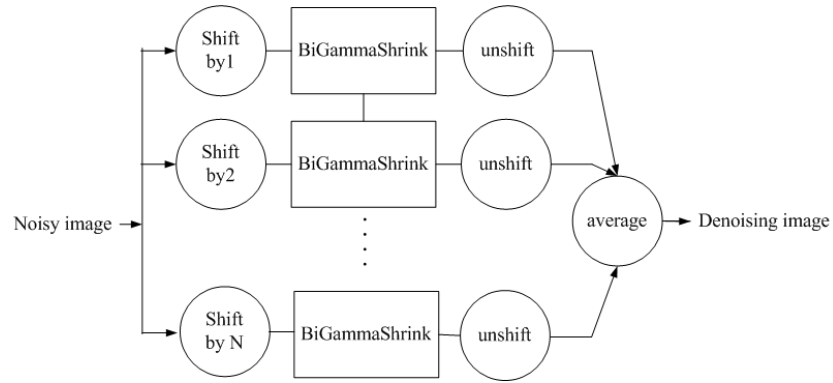 Shift
by1
BiGammaShrink
unshift
Shift
by2
BiGammaShrink
unshift
Noisy image
average
Denoising image
Shift
by N
BiGammaShrink
unshift